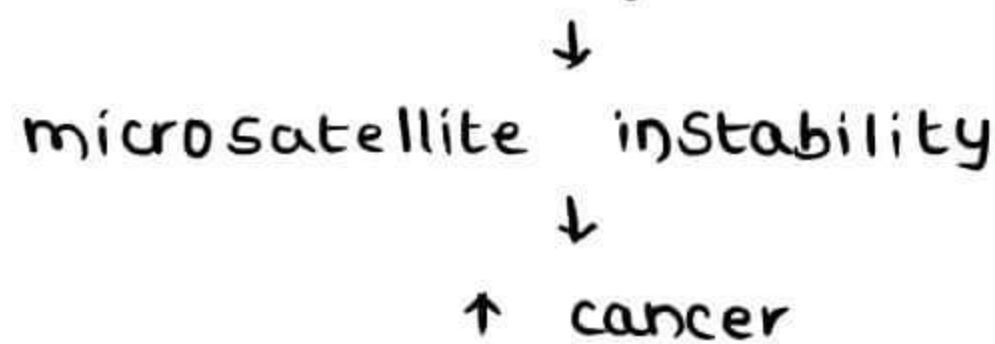 ↓
microsatellite instability
↓
↑ cancer